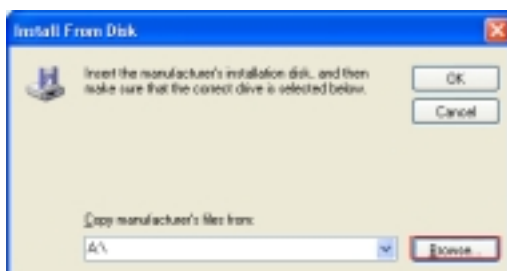 Install From Disk
Insert the manufacturer's installation disk, and then
make sure that the correct drive is selected below.
OK
Cancel
Copy manufacturer's files from:
A:\
Browse...